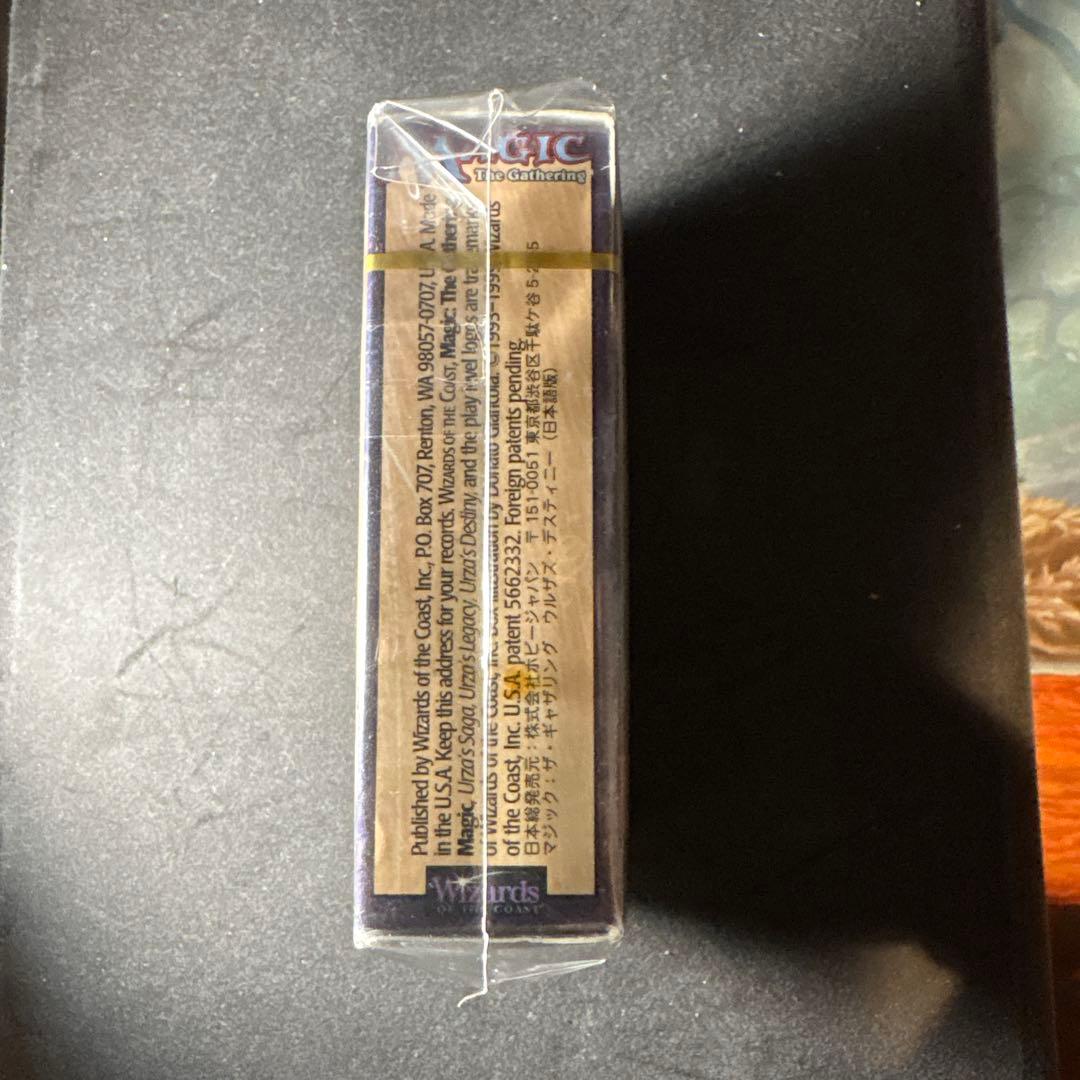 MAGIC
The Gathering
Published by Wizards of the Coast, Inc., P.O. Box 707, Renton, WA 98057-0707, U.S.A. Made
in the U.S.A. Keep this address for your records. WIZARDS OF THE COAST, Magic: The Gathering,
Magic, Urza's Saga, Urza's Legacy, Urza's Destiny, and the play level logos are trademarks
of Wizards of the Coast, Inc. Box illustration by Donato Giancola. ©1993–1999 Wizards
of the Coast, Inc. U.S.A. patent 5662332. Foreign patents pending
日本総発売元：株式会社ホビージャパン 〒151-0051 東京都渋谷区千駄ケ谷
マジック：ザ・ギャザリング ウルザズ・デスティニー（日本語版）
Wizards
OF THE COAST